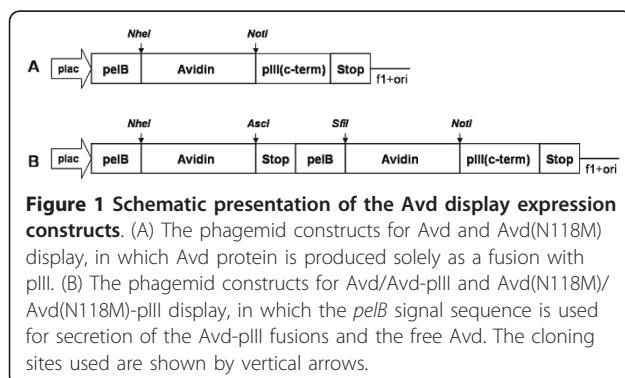 NheI NotI
A plac pelB Avidin pIII(c-term) Stop f1+ori
NheI AscI SfiI NotI
B plac pelB Avidin Stop pelB Avidin pIII(c-term) Stop f1+ori
Figure 1 Schematic presentation of the Avd display expression
constructs. (A) The phagemid constructs for Avd and Avd(N118M)
display, in which Avd protein is produced solely as a fusion with
pIII. (B) The phagemid constructs for Avd/Avd-pIII and Avd(N118M)/
Avd(N118M)-pIII display, in which the pelB signal sequence is used
for secretion of the Avd-pIII fusions and the free Avd. The cloning
sites used are shown by vertical arrows.